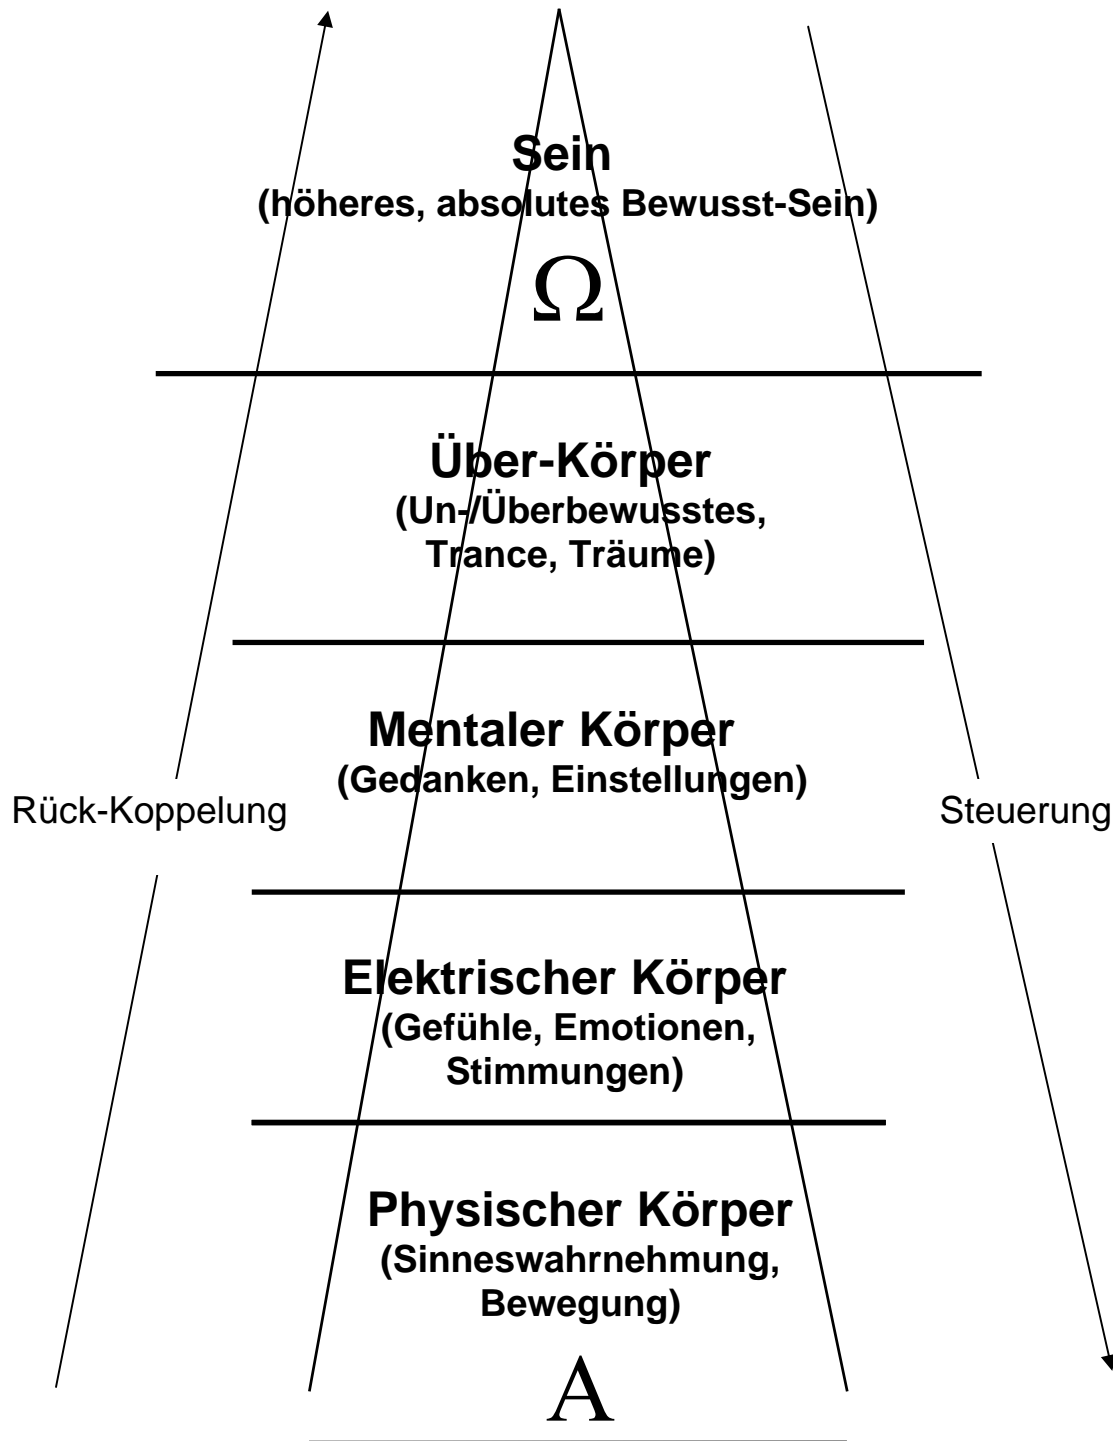 Sein
(höheres, absolutes Bewusst-Sein)
Ω
Über-Körper
(Un-/Überbewusstes,
Trance, Träume)
Mentaler Körper
(Gedanken, Einstellungen)
Rück-Koppelung
Steuerung
Elektrischer Körper
(Gefühle, Emotionen,
Stimmungen)
Physischer Körper
(Sinneswahrnehmung,
Bewegung)
A